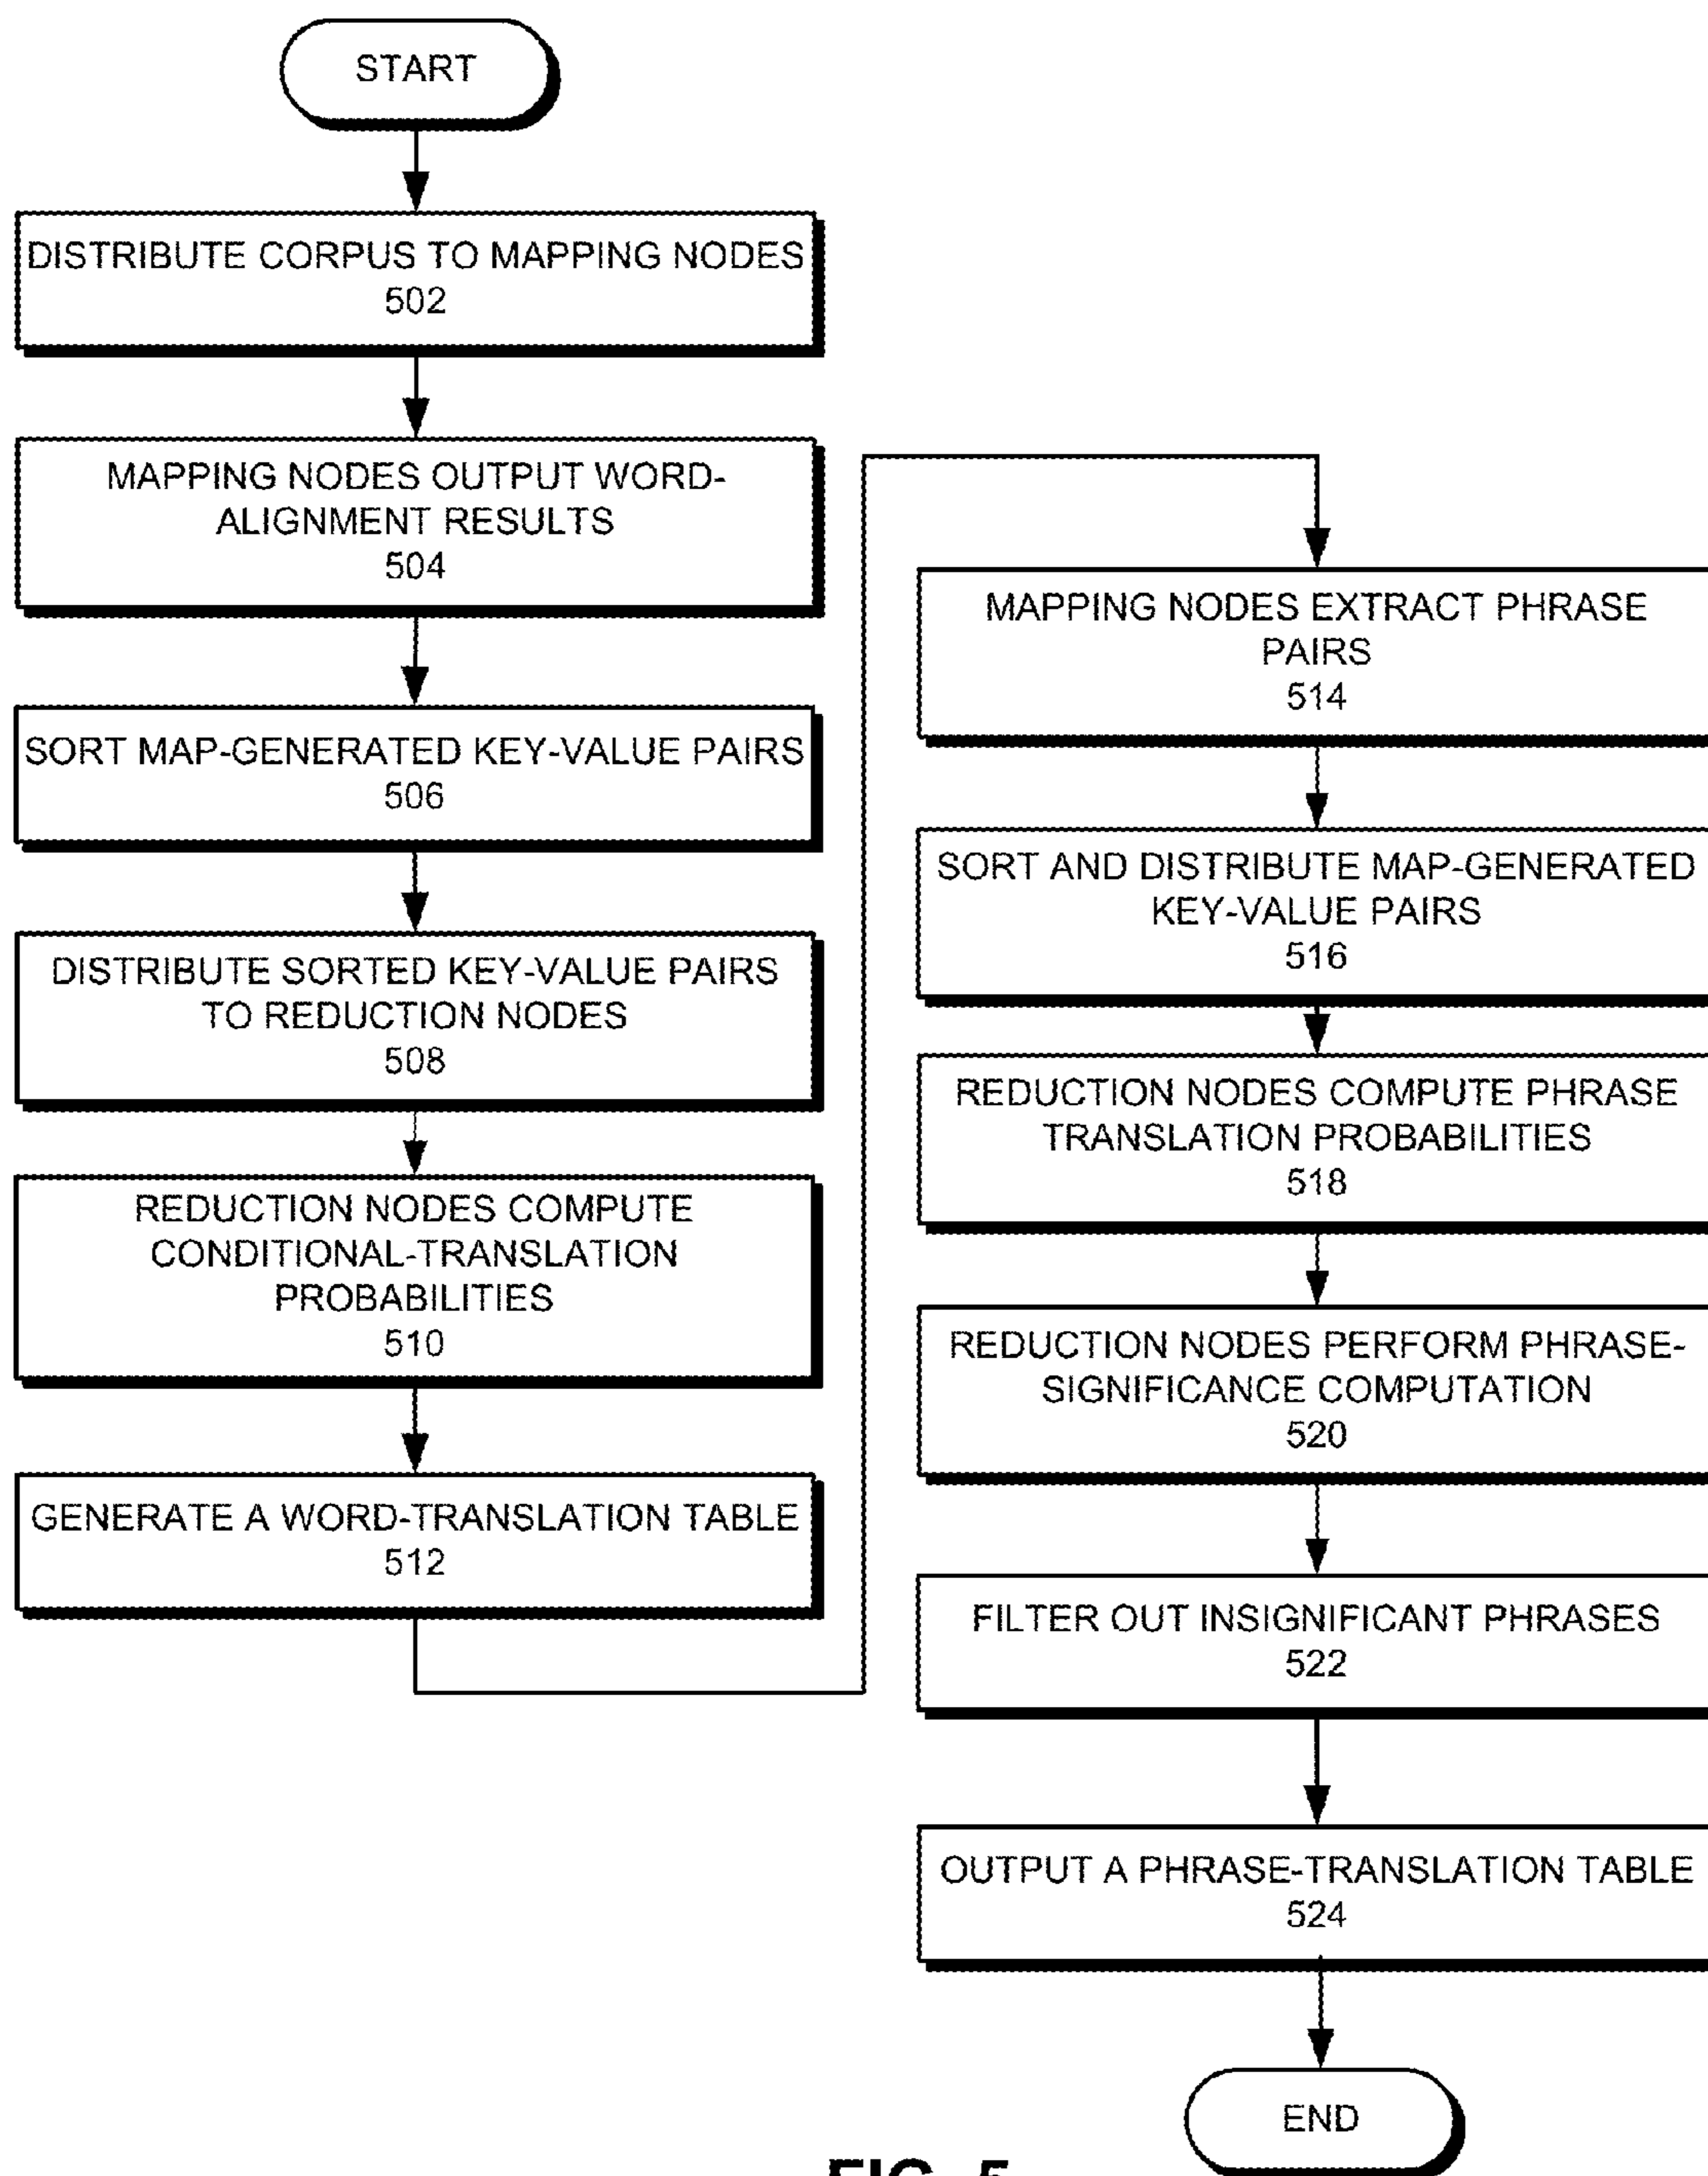 START
DISTRIBUTE CORPUS TO MAPPING NODES
502
MAPPING NODES OUTPUT WORD-
ALIGNMENT RESULTS
504
SORT MAP-GENERATED KEY-VALUE PAIRS
506
DISTRIBUTE SORTED KEY-VALUE PAIRS
TO REDUCTION NODES
508
REDUCTION NODES COMPUTE
CONDITIONAL-TRANSLATION
PROBABILITIES
510
GENERATE A WORD-TRANSLATION TABLE
512
MAPPING NODES EXTRACT PHRASE
PAIRS
514
SORT AND DISTRIBUTE MAP-GENERATED
KEY-VALUE PAIRS
516
REDUCTION NODES COMPUTE PHRASE
TRANSLATION PROBABILITIES
518
REDUCTION NODES PERFORM PHRASE-
SIGNIFICANCE COMPUTATION
520
FILTER OUT INSIGNIFICANT PHRASES
522
OUTPUT A PHRASE-TRANSLATION TABLE
524
END
FIG. 5